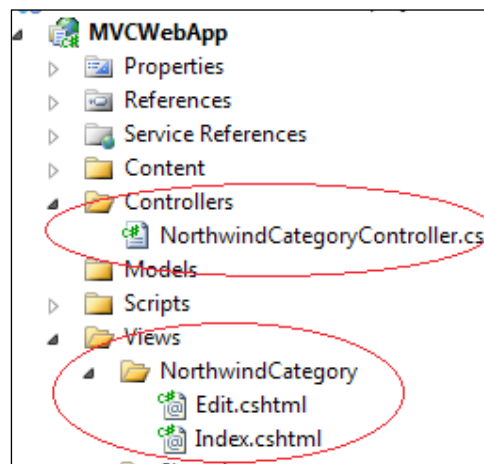 MVCWebApp
Properties
References
Service References
Content
Controllers
NorthwindCategoryController.cs
Models
Scripts
Views
NorthwindCategory
Edit.cshtml
Index.cshtml